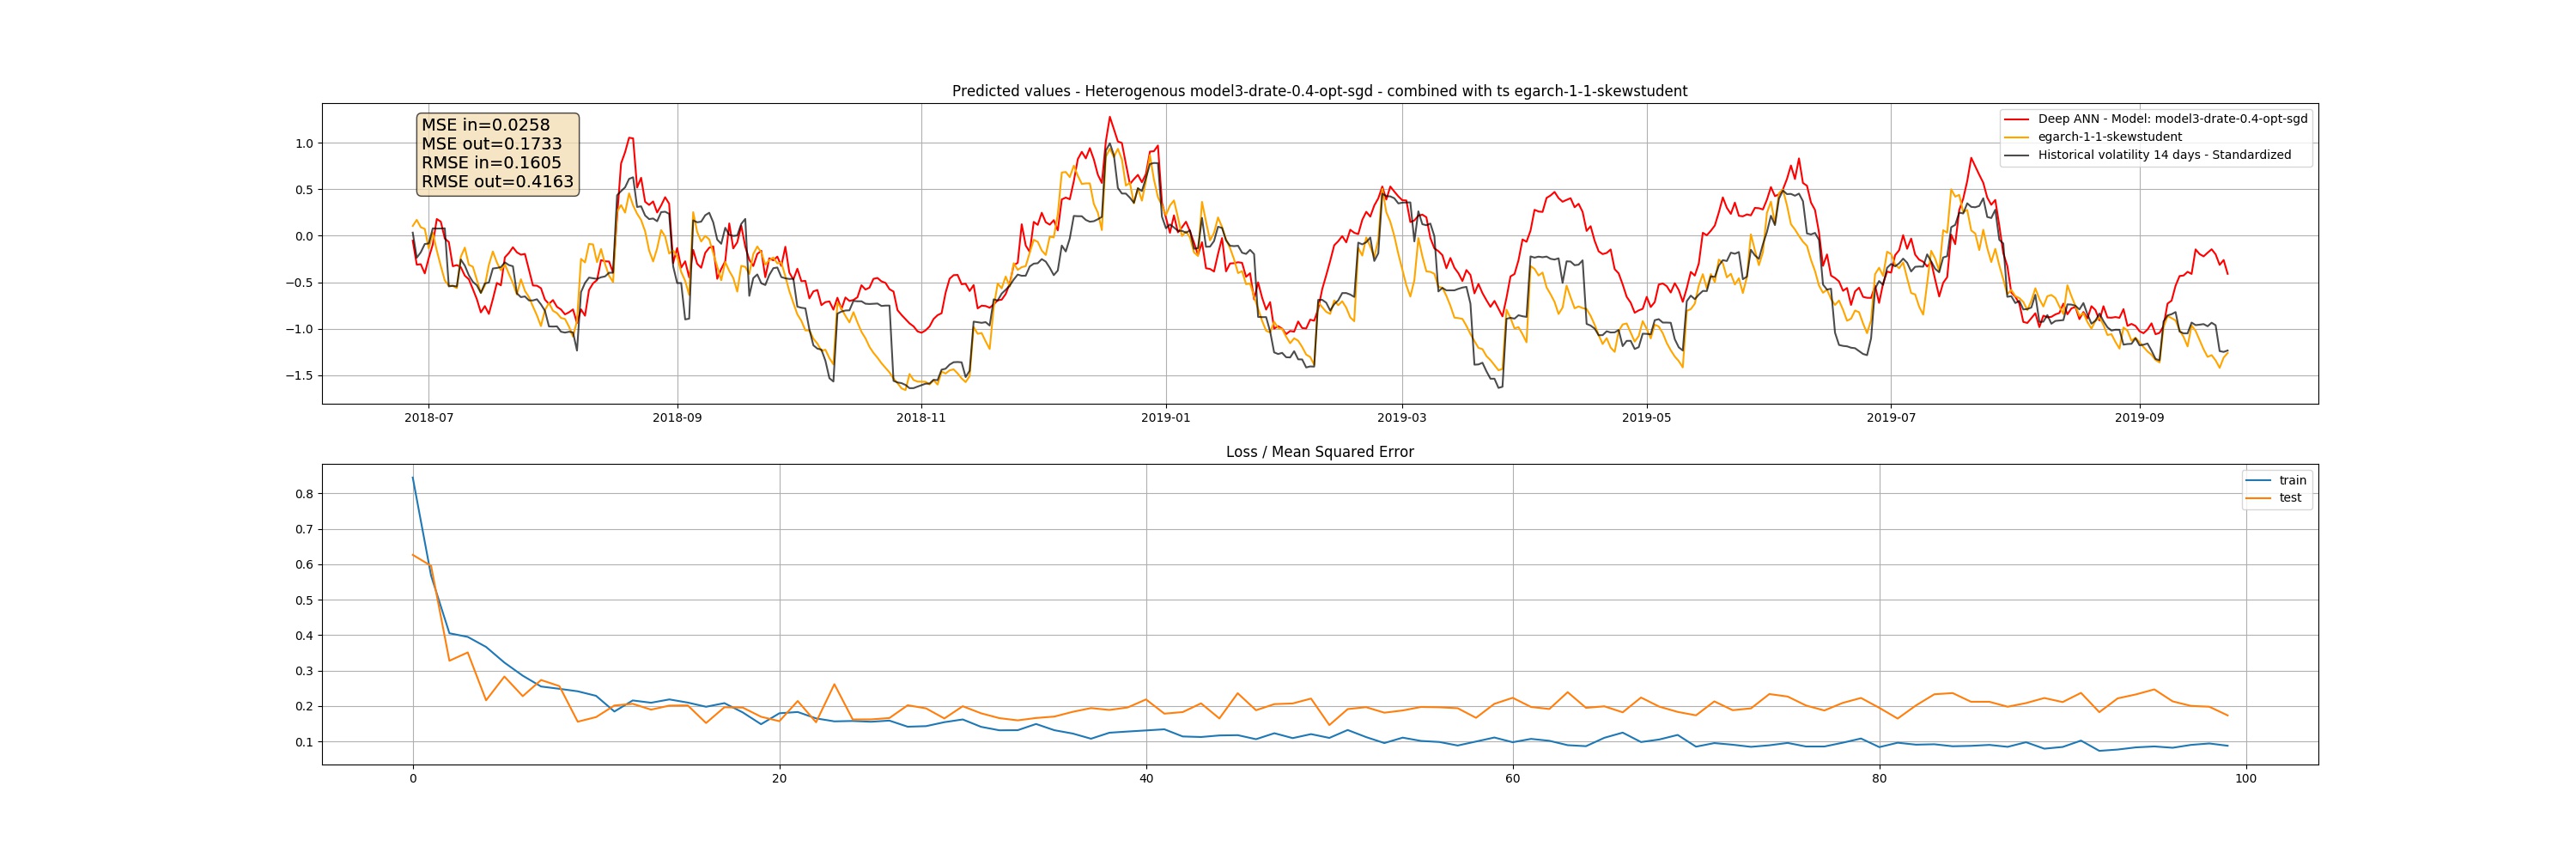 Predicted values - Heterogenous model3-drate-0.4-opt-sgd - combined with ts egarch-1-1-skewstudent
MSE in=0.0258
MSE out=0.1733
RMSE in=0.1605
RMSE out=0.4163
Deep ANN - Model: model3-drate-0.4-opt-sgd
egarch-1-1-skewstudent
Historical volatility 14 days - Standardized
1.0
0.5
0.0
−0.5
−1.0
−1.5
2018-07 2018-09 2018-11 2019-01 2019-03 2019-05 2019-07 2019-09
Loss / Mean Squared Error
train
test
0.8
0.7
0.6
0.5
0.4
0.3
0.2
0.1
0 20 40 60 80 100